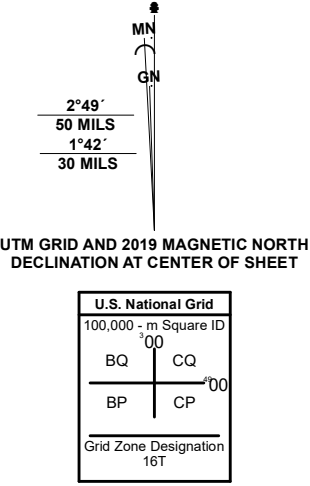 MN
GN
2°49´
50 MILS
1°42´
30 MILS
UTM GRID AND 2019 MAGNETIC NORTH
DECLINATION AT CENTER OF SHEET
U.S. National Grid
100,000 - m Square ID
³00
BQ CQ
⁴⁹00
BP CP
Grid Zone Designation
16T